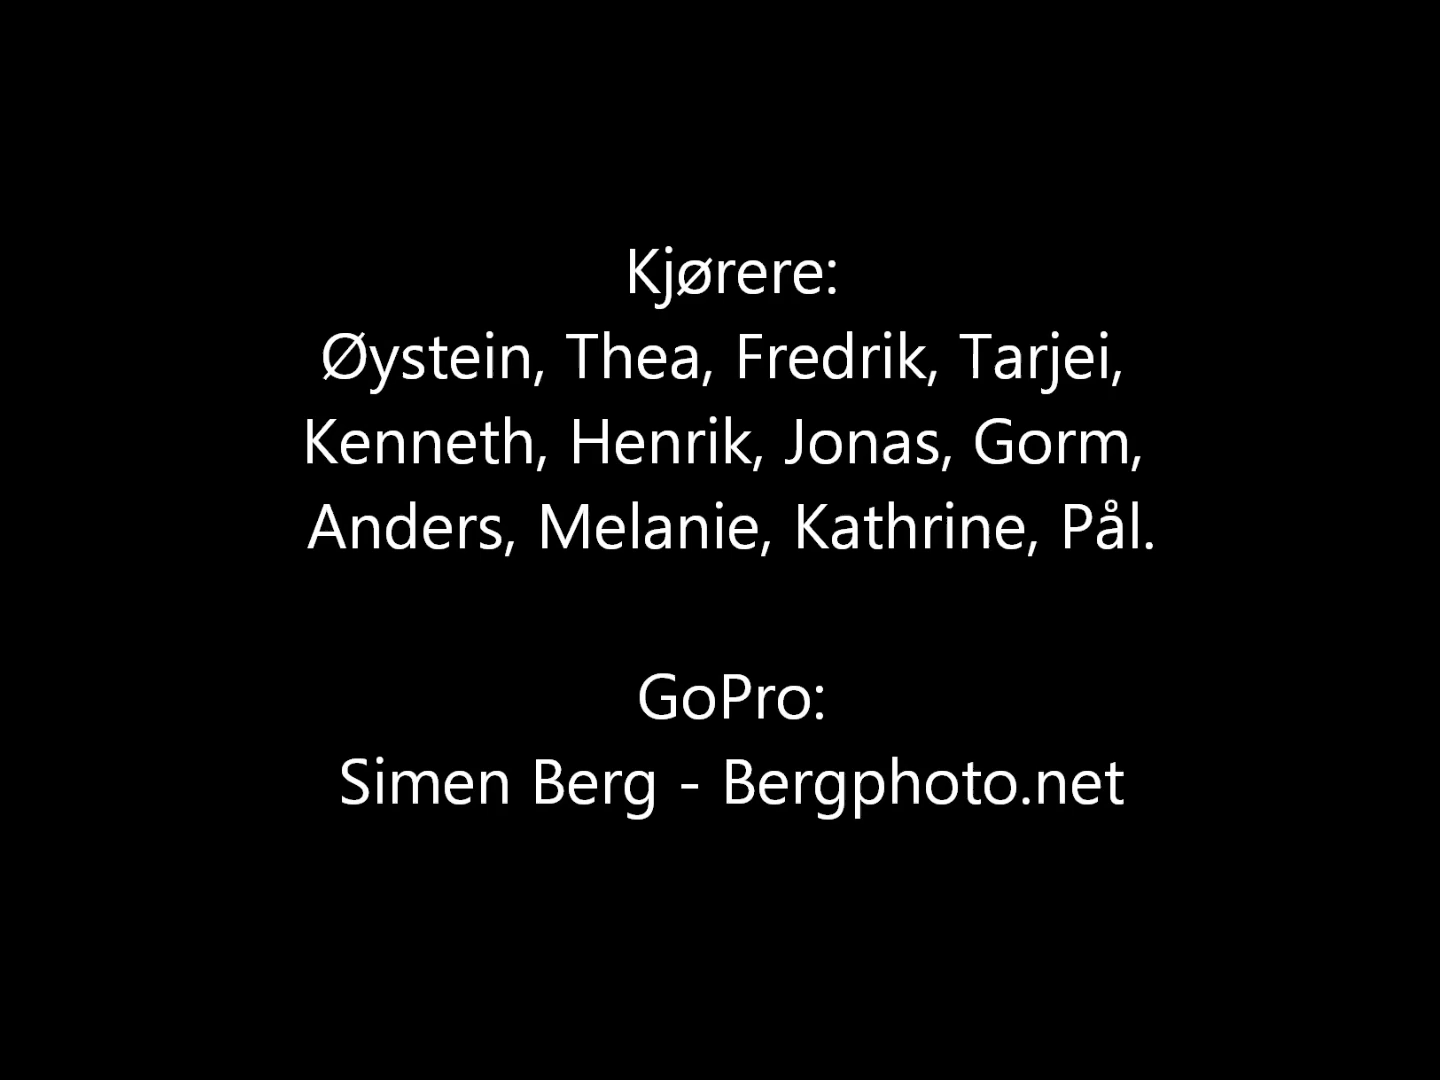 Kjørere:
Øystein, Thea, Fredrik, Tarjei,
Kenneth, Henrik, Jonas, Gorm,
Anders, Melanie, Kathrine, Pål.
GoPro:
Simen Berg - Bergphoto.net